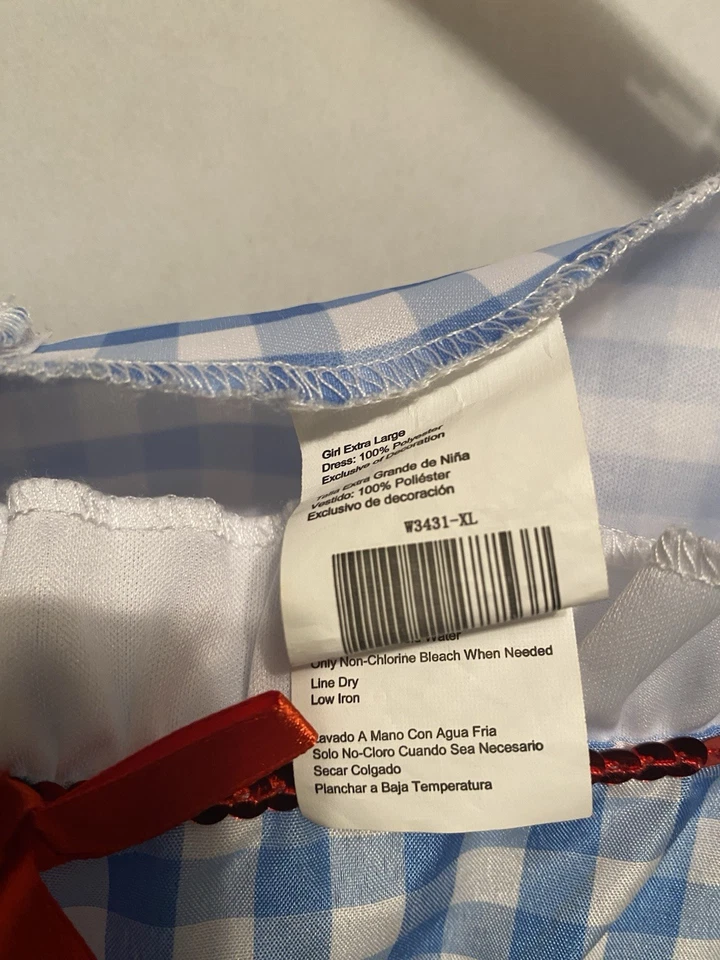 Girl Extra Large
Dress: 100% Polyester
Exclusive of Decoration
Talla Extra Grande de Niña
Vestido: 100% Poliéster
Exclusivo de decoración
W3431-XL
Water
Only Non-Chlorine Bleach When Needed
Line Dry
Low Iron
Lavado A Mano Con Agua Fria
Solo No-Cloro Cuando Sea Necesario
Secar Colgado
Planchar a Baja Temperatura